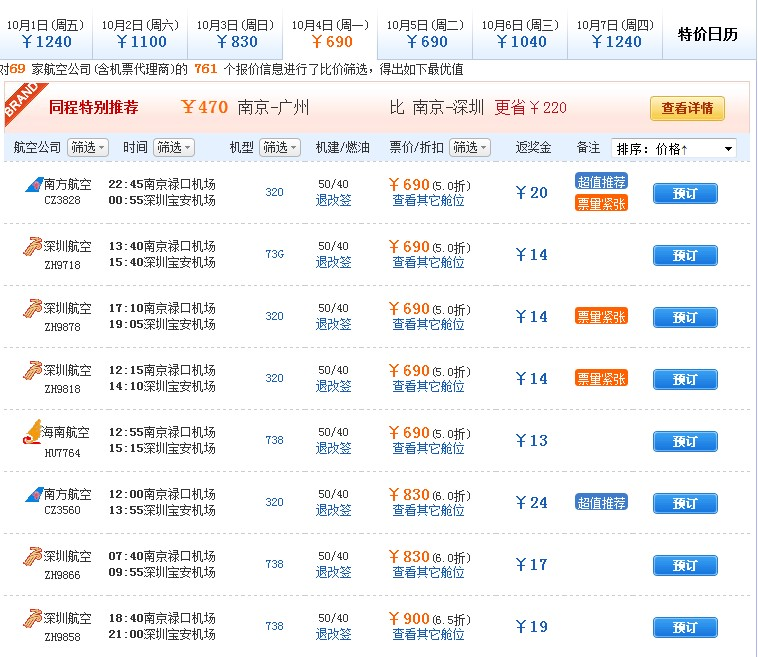 10月1日(周五) 10月2日(周六) 10月3日(周日) 10月4日(周一) 10月5日(周二) 10月6日(周三) 10月7日(周四) 特价日历
￥1240 ￥1100 ￥830 ￥690 ￥690 ￥1040 ￥1240
对69 家航空公司(含机票代理商)的 761 个报价信息进行了比价筛选，得出如下最优值
BRAND 同程特别推荐 ￥470 南京-广州 比 南京-深圳 更省￥220 查看详情
航空公司 筛选 时间 筛选 机型 筛选 机建/燃油 票价/折扣 筛选 返奖金 备注 排序：价格↑
南方航空 22:45南京禄口机场 320 50/40 ￥690(5.0折) ￥20 超值推荐 预订
CZ3828 00:55深圳宝安机场 退改签 查看其它舱位 票量紧张
深圳航空 13:40南京禄口机场 73G 50/40 ￥690(5.0折) ￥14 预订
ZH9718 15:40深圳宝安机场 退改签 查看其它舱位
深圳航空 17:10南京禄口机场 320 50/40 ￥690(5.0折) ￥14 票量紧张 预订
ZH9878 19:05深圳宝安机场 退改签 查看其它舱位
深圳航空 12:15南京禄口机场 320 50/40 ￥690(5.0折) ￥14 票量紧张 预订
ZH9818 14:10深圳宝安机场 退改签 查看其它舱位
海南航空 12:55南京禄口机场 738 50/40 ￥690(5.0折) ￥13 预订
HU7764 15:15深圳宝安机场 退改签 查看其它舱位
南方航空 12:00南京禄口机场 320 50/40 ￥830(6.0折) ￥24 超值推荐 预订
CZ3560 13:55深圳宝安机场 退改签 查看其它舱位
深圳航空 07:40南京禄口机场 738 50/40 ￥830(6.0折) ￥17 预订
ZH9866 09:55深圳宝安机场 退改签 查看其它舱位
深圳航空 18:40南京禄口机场 738 50/40 ￥900(6.5折) ￥19 预订
ZH9858 21:00深圳宝安机场 退改签 查看其它舱位